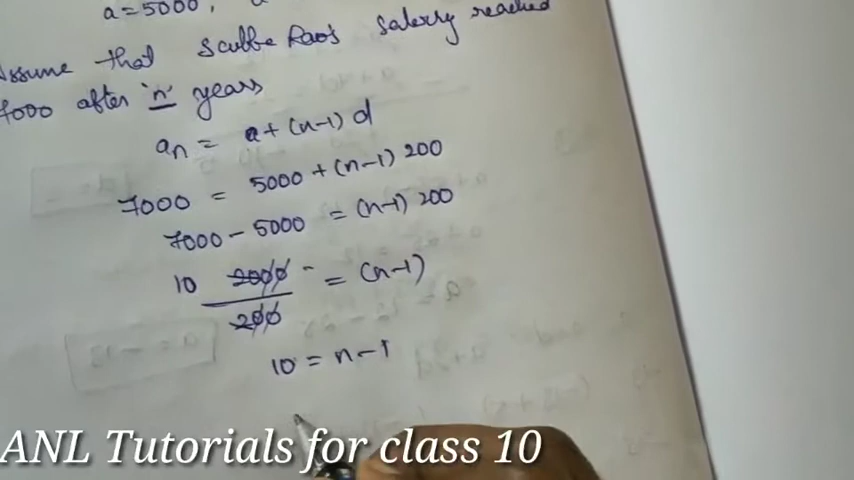 a = 5000,
Assume that Subba Rao's salary reached
7000 after 'n' years
an = a + (n-1) d
7000 = 5000 + (n-1) 200
7000 - 5000 = (n-1) 200
10 2000 / 200 = (n-1)
10 = n-1
ANL Tutorials for class 10